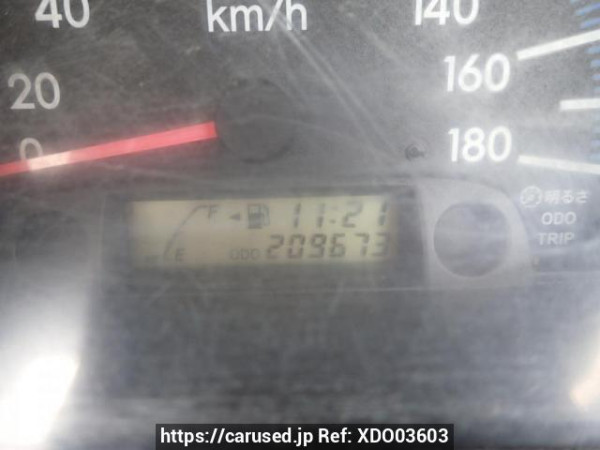 40
km/h
140
20
160
0
180
F 11:21
E ODO 209673
明るさ
ODO
TRIP
https://carused.jp Ref: XDO03603